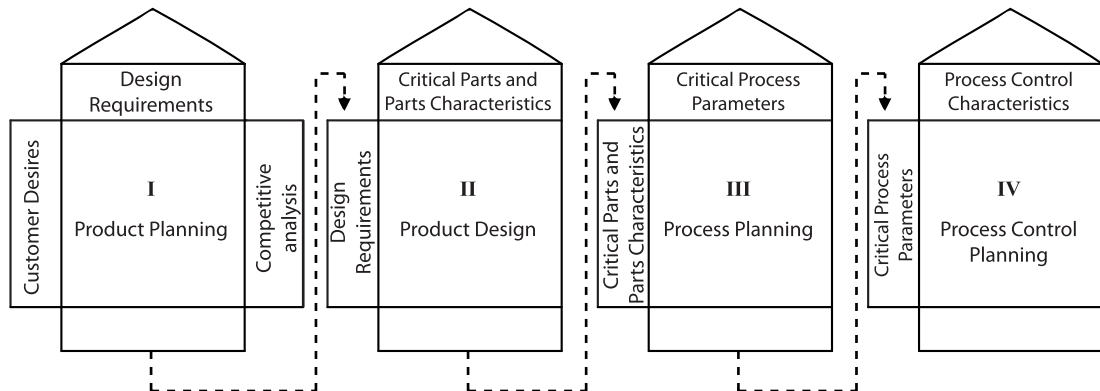 Design
Requirements
Customer Desires
I
Product Planning
Competitive
analysis
Critical Parts and
Parts Characteristics
Design
Requirements
II
Product Design
Critical Process
Parameters
Critical Parts and
Parts Characteristics
III
Process Planning
Process Control
Characteristics
Critical Process
Parameters
IV
Process Control
Planning